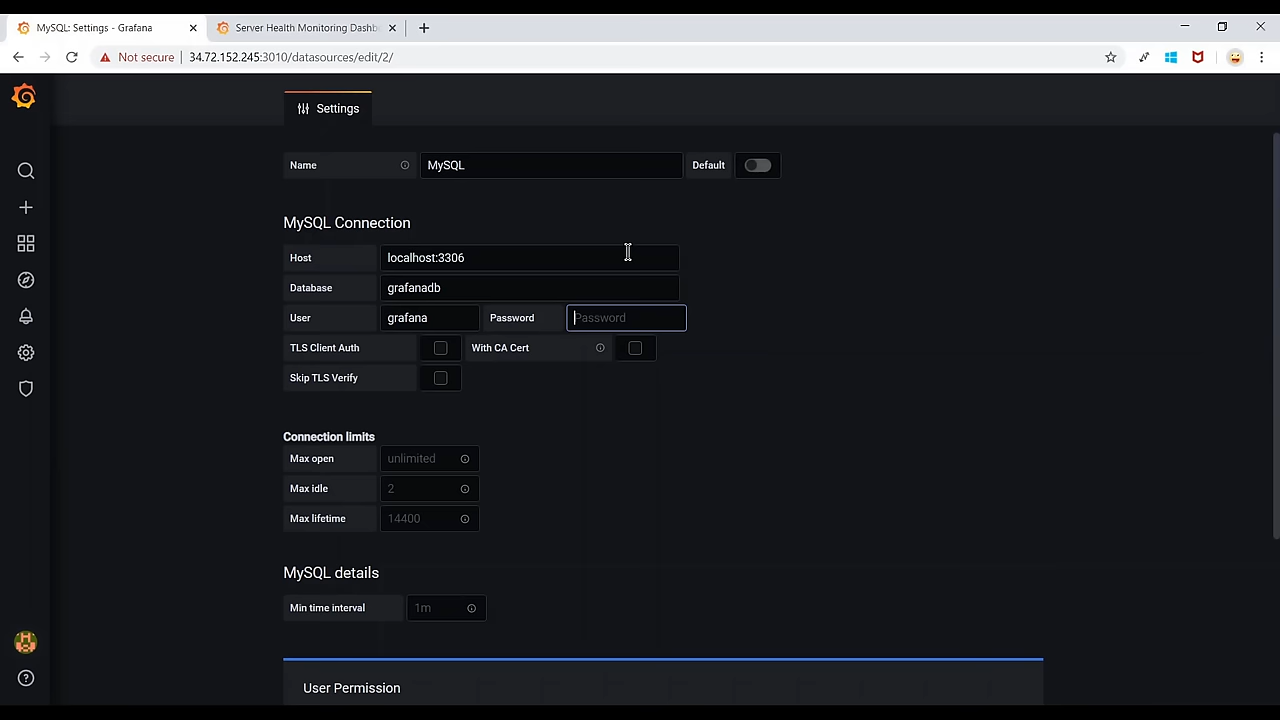 MySQL: Settings - Grafana
Server Health Monitoring Dashb
Not secure 34.72.152.245:3010/datasources/edit/2/
Settings
Name MySQL Default
MySQL Connection
Host localhost:3306
Database grafanadb
User grafana Password Password
TLS Client Auth With CA Cert
Skip TLS Verify
Connection limits
Max open unlimited
Max idle 2
Max lifetime 14400
MySQL details
Min time interval 1m
User Permission